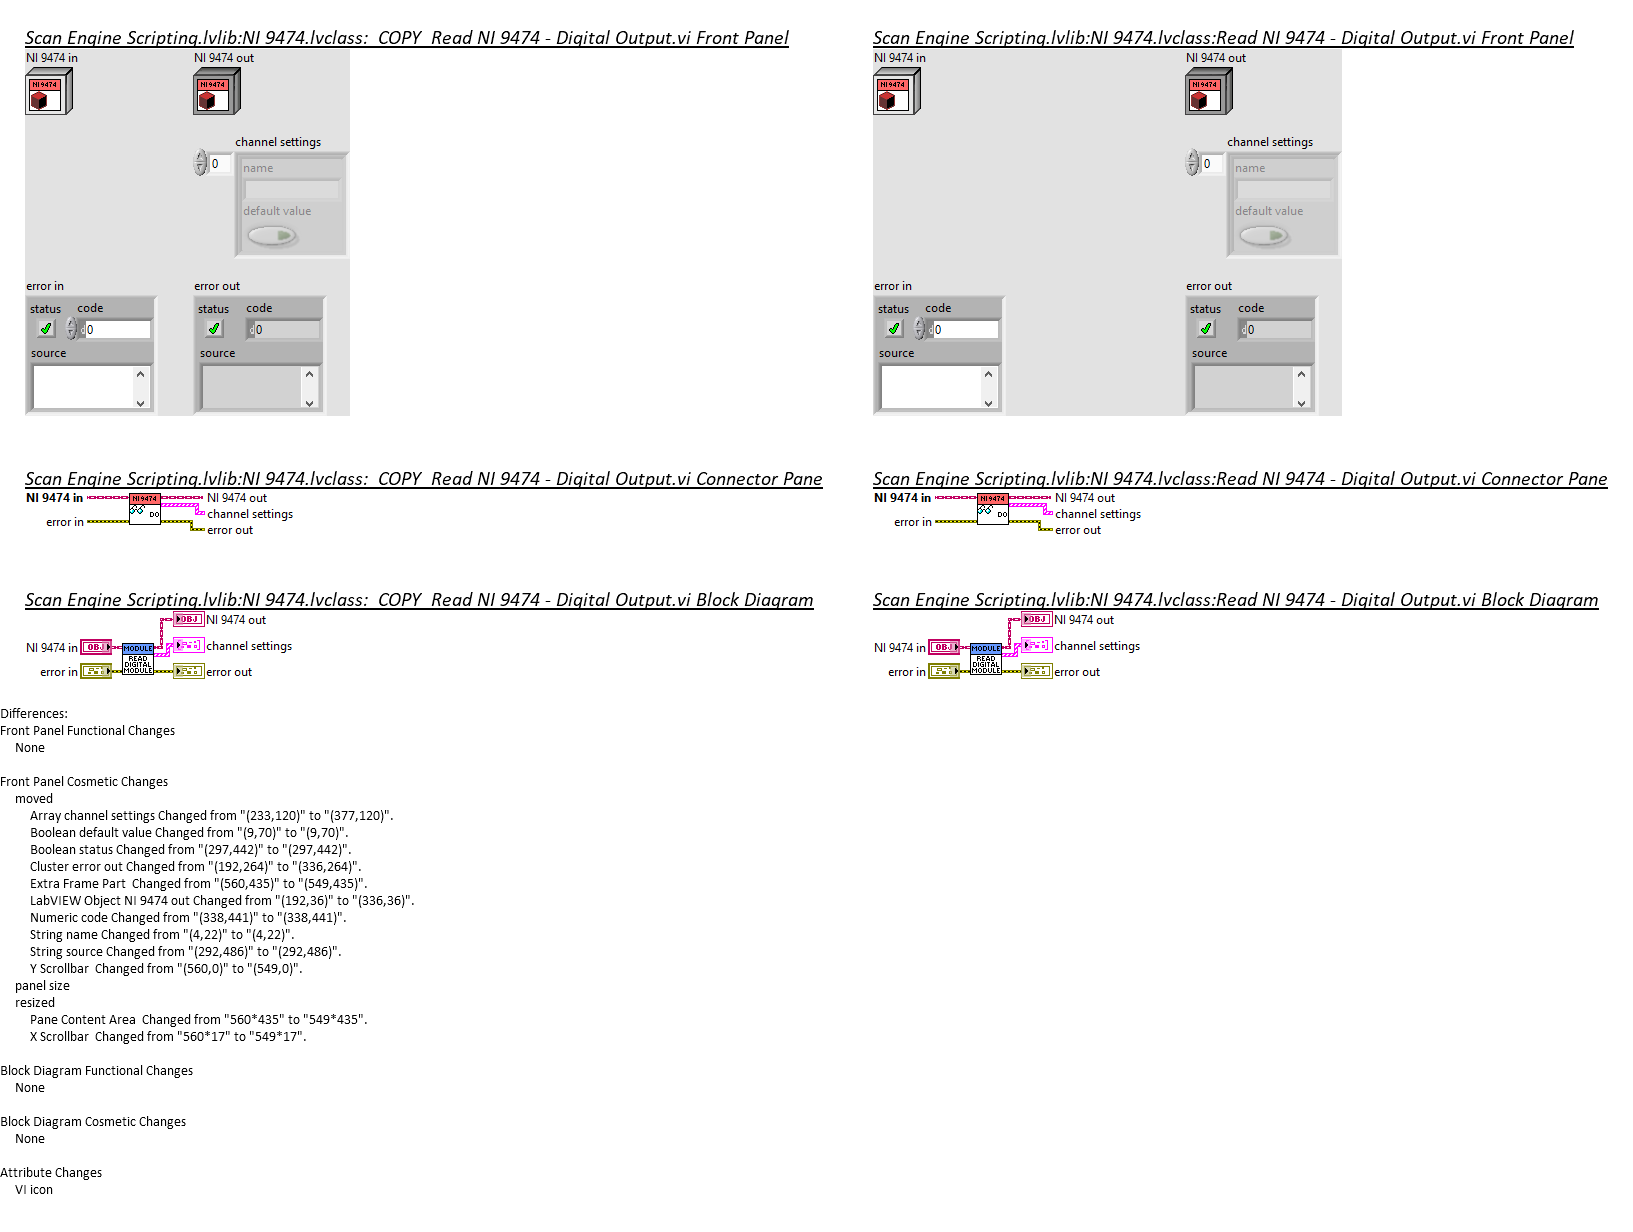 Scan Engine Scripting.lvlib:NI 9474.lvclass:  COPY  Read NI 9474 - Digital Output.vi Front Panel
NI 9474 in
NI 9474 out
NI9474
NI9474
channel settings
0
name
default value
error in
error out
status
code
status
code
0
0
source
source
Scan Engine Scripting.lvlib:NI 9474.lvclass:Read NI 9474 - Digital Output.vi Front Panel
NI 9474 in
NI 9474 out
NI9474
NI9474
channel settings
0
name
default value
error in
error out
status
code
status
code
0
0
source
source
Scan Engine Scripting.lvlib:NI 9474.lvclass:  COPY  Read NI 9474 - Digital Output.vi Connector Pane
NI 9474 in
NI9474
DO
NI 9474 out
channel settings
error in
error out
Scan Engine Scripting.lvlib:NI 9474.lvclass:Read NI 9474 - Digital Output.vi Connector Pane
NI 9474 in
NI9474
DO
NI 9474 out
channel settings
error in
error out
Scan Engine Scripting.lvlib:NI 9474.lvclass:  COPY  Read NI 9474 - Digital Output.vi Block Diagram
OBJ
NI 9474 out
NI 9474 in
OBJ
MODULE
channel settings
READ
DIGITAL
MODULE
error in
error out
Scan Engine Scripting.lvlib:NI 9474.lvclass:Read NI 9474 - Digital Output.vi Block Diagram
OBJ
NI 9474 out
NI 9474 in
OBJ
MODULE
channel settings
READ
DIGITAL
MODULE
error in
error out
Differences:
Front Panel Functional Changes
None
Front Panel Cosmetic Changes
moved
Array channel settings Changed from "(233,120)" to "(377,120)".
Boolean default value Changed from "(9,70)" to "(9,70)".
Boolean status Changed from "(297,442)" to "(297,442)".
Cluster error out Changed from "(192,264)" to "(336,264)".
Extra Frame Part  Changed from "(560,435)" to "(549,435)".
LabVIEW Object NI 9474 out Changed from "(192,36)" to "(336,36)".
Numeric code Changed from "(338,441)" to "(338,441)".
String name Changed from "(4,22)" to "(4,22)".
String source Changed from "(292,486)" to "(292,486)".
Y Scrollbar  Changed from "(560,0)" to "(549,0)".
panel size
resized
Pane Content Area  Changed from "560*435" to "549*435".
X Scrollbar  Changed from "560*17" to "549*17".
Block Diagram Functional Changes
None
Block Diagram Cosmetic Changes
None
Attribute Changes
VI icon